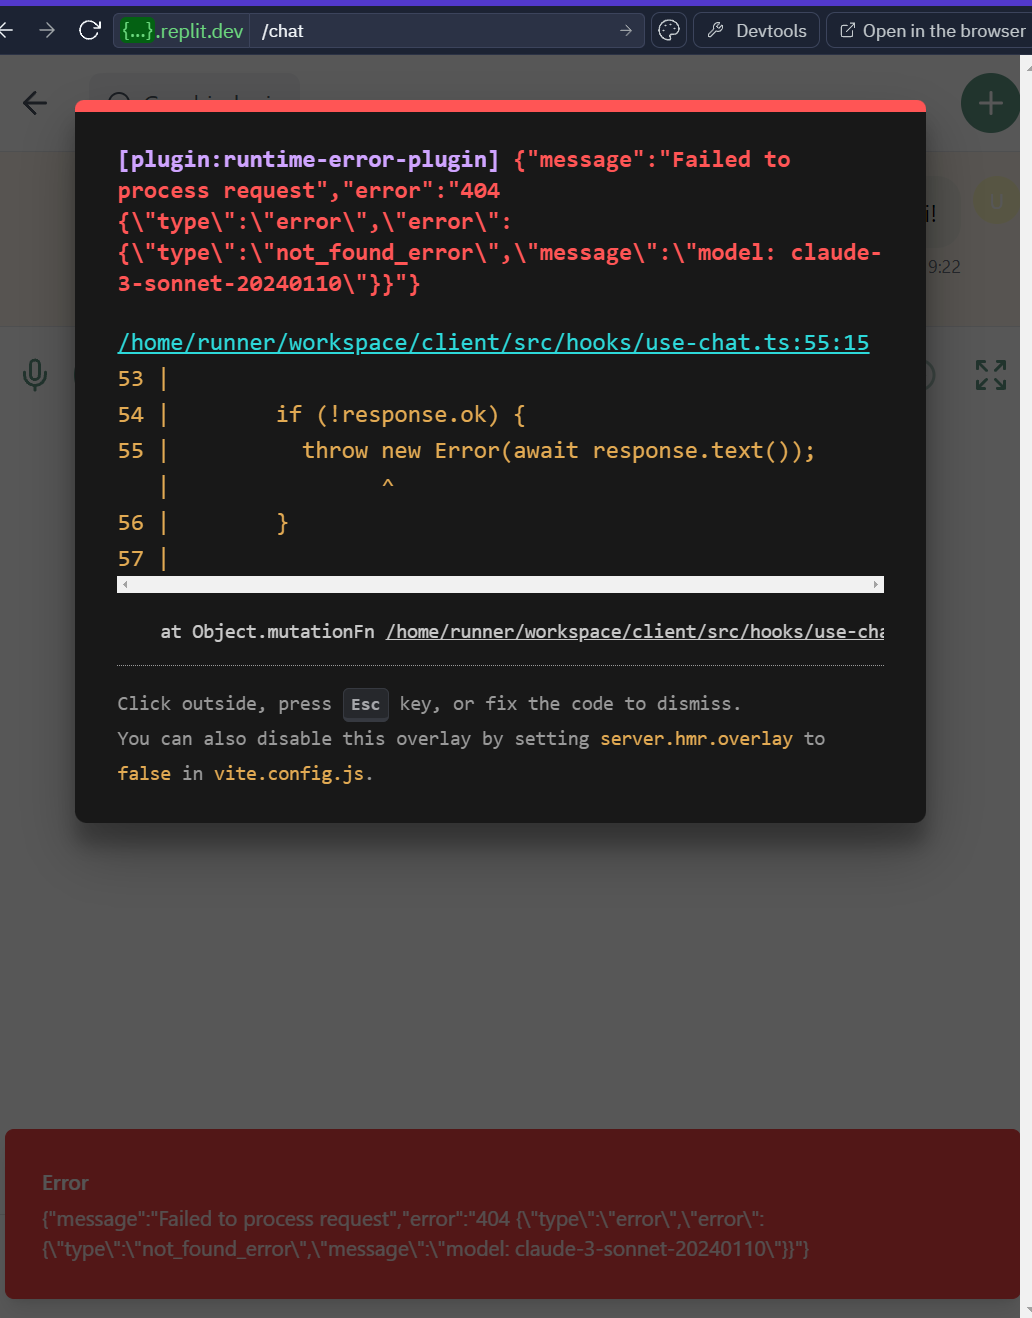 {...}.replit.dev /chat Devtools Open in the browser
[plugin:runtime-error-plugin] {"message":"Failed to
process request","error":"404
{\"type\":\"error\",\"error\":
{\"type\":\"not_found_error\",\"message\":\"model: claude-
3-sonnet-20240110\"}}"}
U
9:22
/home/runner/workspace/client/src/hooks/use-chat.ts:55:15
53 |
54 |        if (!response.ok) {
55 |          throw new Error(await response.text());
   |                ^
56 |        }
57 |
at Object.mutationFn /home/runner/workspace/client/src/hooks/use-cha
Click outside, press Esc key, or fix the code to dismiss.
You can also disable this overlay by setting server.hmr.overlay to
false in vite.config.js.
Error
{"message":"Failed to process request","error":"404 {\"type\":\"error\",\"error\":
{\"type\":\"not_found_error\",\"message\":\"model: claude-3-sonnet-20240110\"}}"}